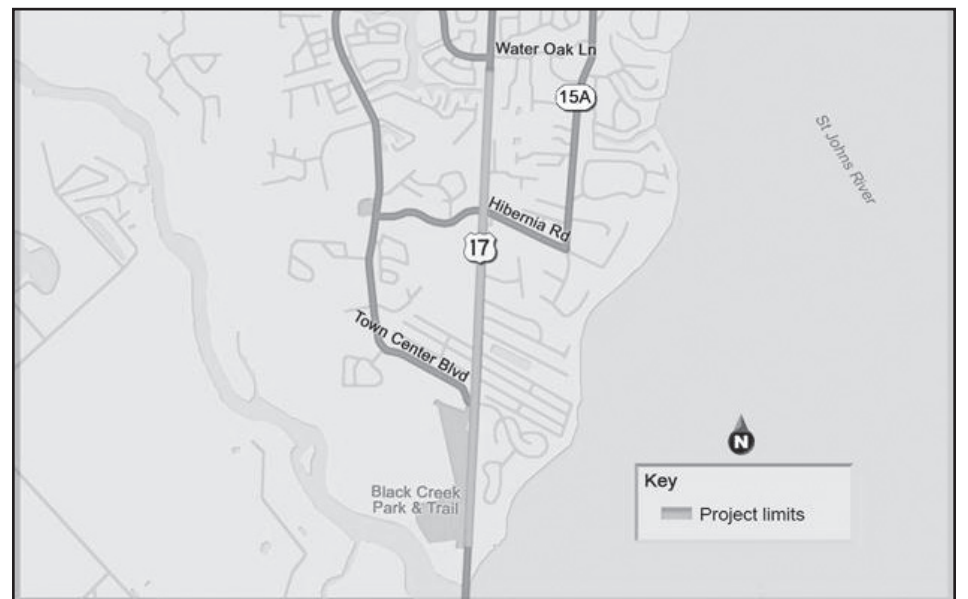 Water Oak Ln
15A
St Johns River
Hibernia Rd
17
Town Center Blvd
N
Key
Black Creek
Park & Trail
Project limits